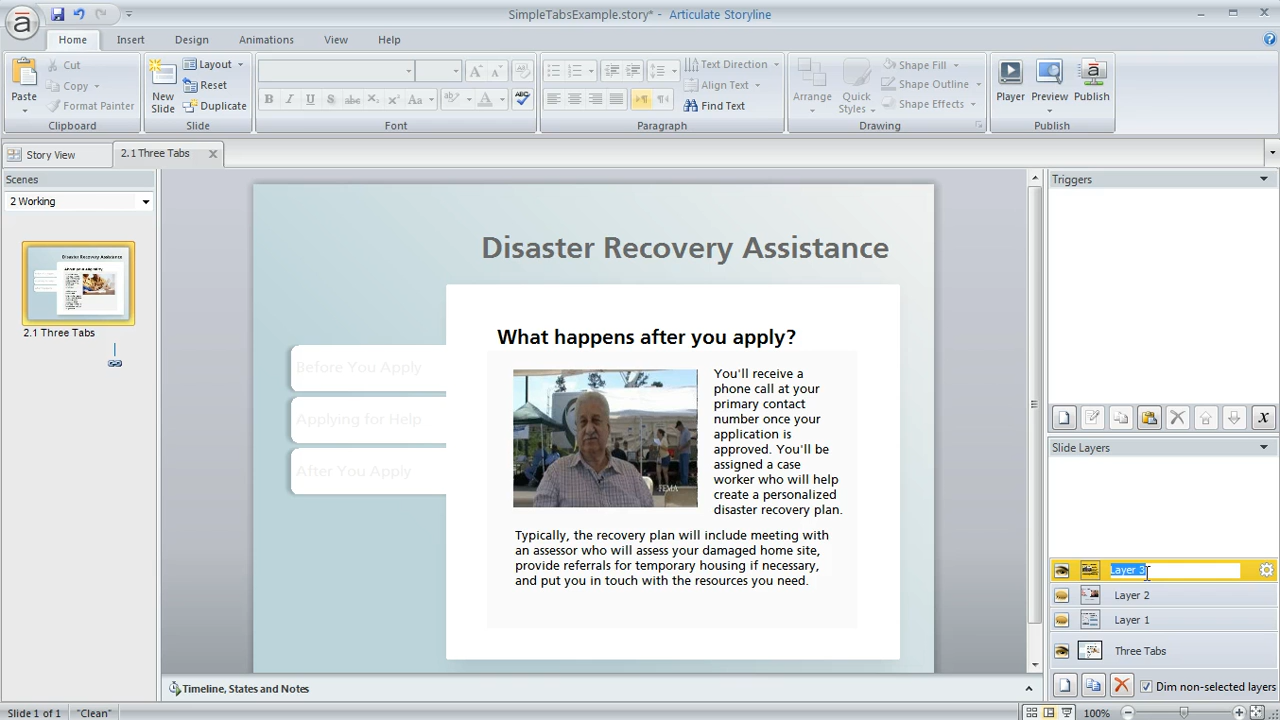 SimpleTabsExample.story* - Articulate Storyline
Home Insert Design Animations View Help
Paste
Cut
Copy
Format Painter
Clipboard
New Slide
Layout
Reset
Duplicate
Slide
B I U S abc X₂ X² Aa
Font
Text Direction
Align Text
Find Text
Paragraph
Arrange
Quick Styles
Shape Fill
Shape Outline
Shape Effects
Drawing
Player
Preview
Publish
Publish
Story View
2.1 Three Tabs
Scenes
2 Working
2.1 Three Tabs
Disaster Recovery Assistance
Before You Apply
Applying for Help
After You Apply
What happens after you apply?
FEMA
You'll receive a
phone call at your
primary contact
number once your
application is
approved. You'll be
assigned a case
worker who will help
create a personalized
disaster recovery plan.
Typically, the recovery plan will include meeting with
an assessor who will assess your damaged home site,
provide referrals for temporary housing if necessary,
and put you in touch with the resources you need.
Triggers
Slide Layers
Layer 3
Layer 2
Layer 1
Three Tabs
Dim non-selected layers
Timeline, States and Notes
Slide 1 of 1
"Clean"
100%